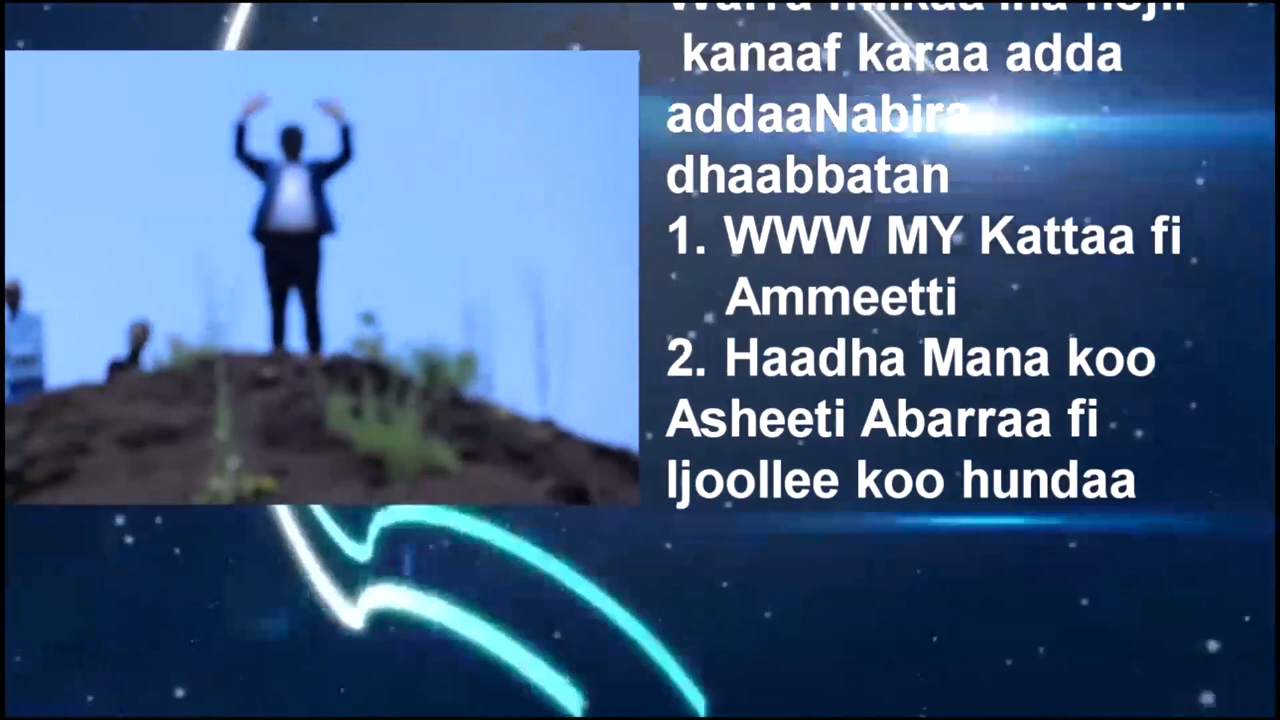 kanaaf karaa adda
addaaNabira
dhaabbatan
1. WWW MY Kattaa fi
Ammeetti
2. Haadha Mana koo
Asheeti Abarraa fi
Ijoollee koo hundaa